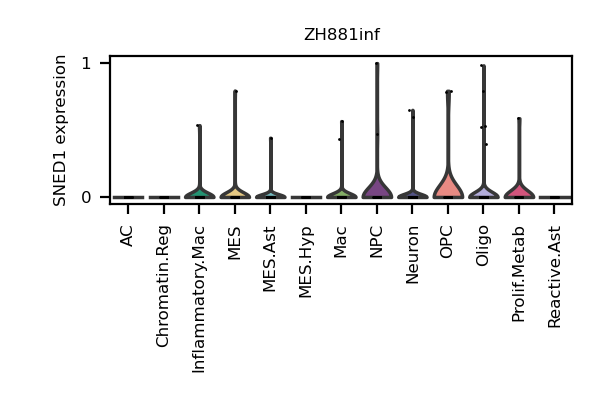 ZH881inf
SNED1 expression
1
0
AC
Chromatin.Reg
Inflammatory.Mac
MES
MES.Ast
MES.Hyp
Mac
NPC
Neuron
OPC
Oligo
Prolif.Metab
Reactive.Ast